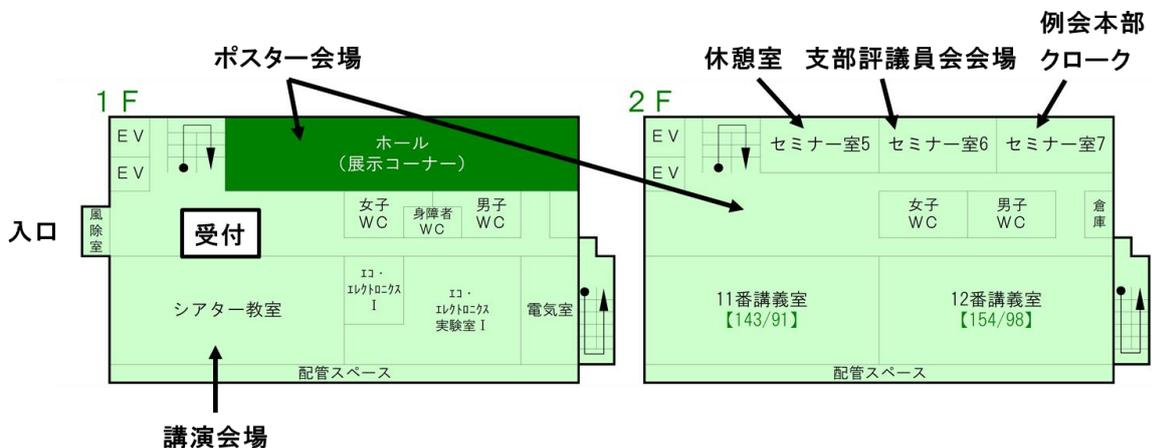 例会本部
ポスター会場
休憩室
支部評議員会会場
クローク
1F
2F
EV
EV
ホール
(展示コーナー)
EV
EV
セミナー室5
セミナー室6
セミナー室7
入口
風除室
受付
女子
WC
身障者
WC
男子
WC
女子
WC
男子
WC
倉庫
シアター教室
エコ・
エレクトロニクス
I
エコ・
エレクトロニクス
実験室I
電気室
11番講義室
【143/91】
12番講義室
【154/98】
配管スペース
配管スペース
講演会場